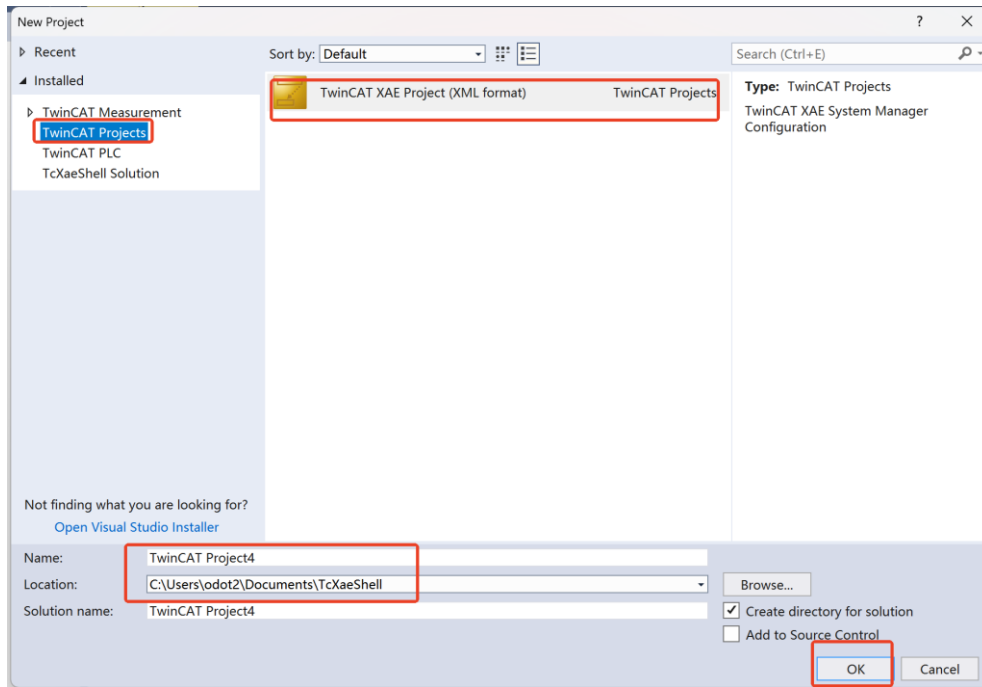 New Project
Recent
Sort by: Default
Search (Ctrl+E)
Installed
TwinCAT Measurement
TwinCAT Projects
TwinCAT PLC
TcXaeShell Solution
TwinCAT XAE Project (XML format) TwinCAT Projects
Type: TwinCAT Projects
TwinCAT XAE System Manager
Configuration
Not finding what you are looking for?
Open Visual Studio Installer
Name: TwinCAT Project4
Location: C:\Users\odot2\Documents\TcXaeShell
Browse...
Solution name: TwinCAT Project4
Create directory for solution
Add to Source Control
OK Cancel